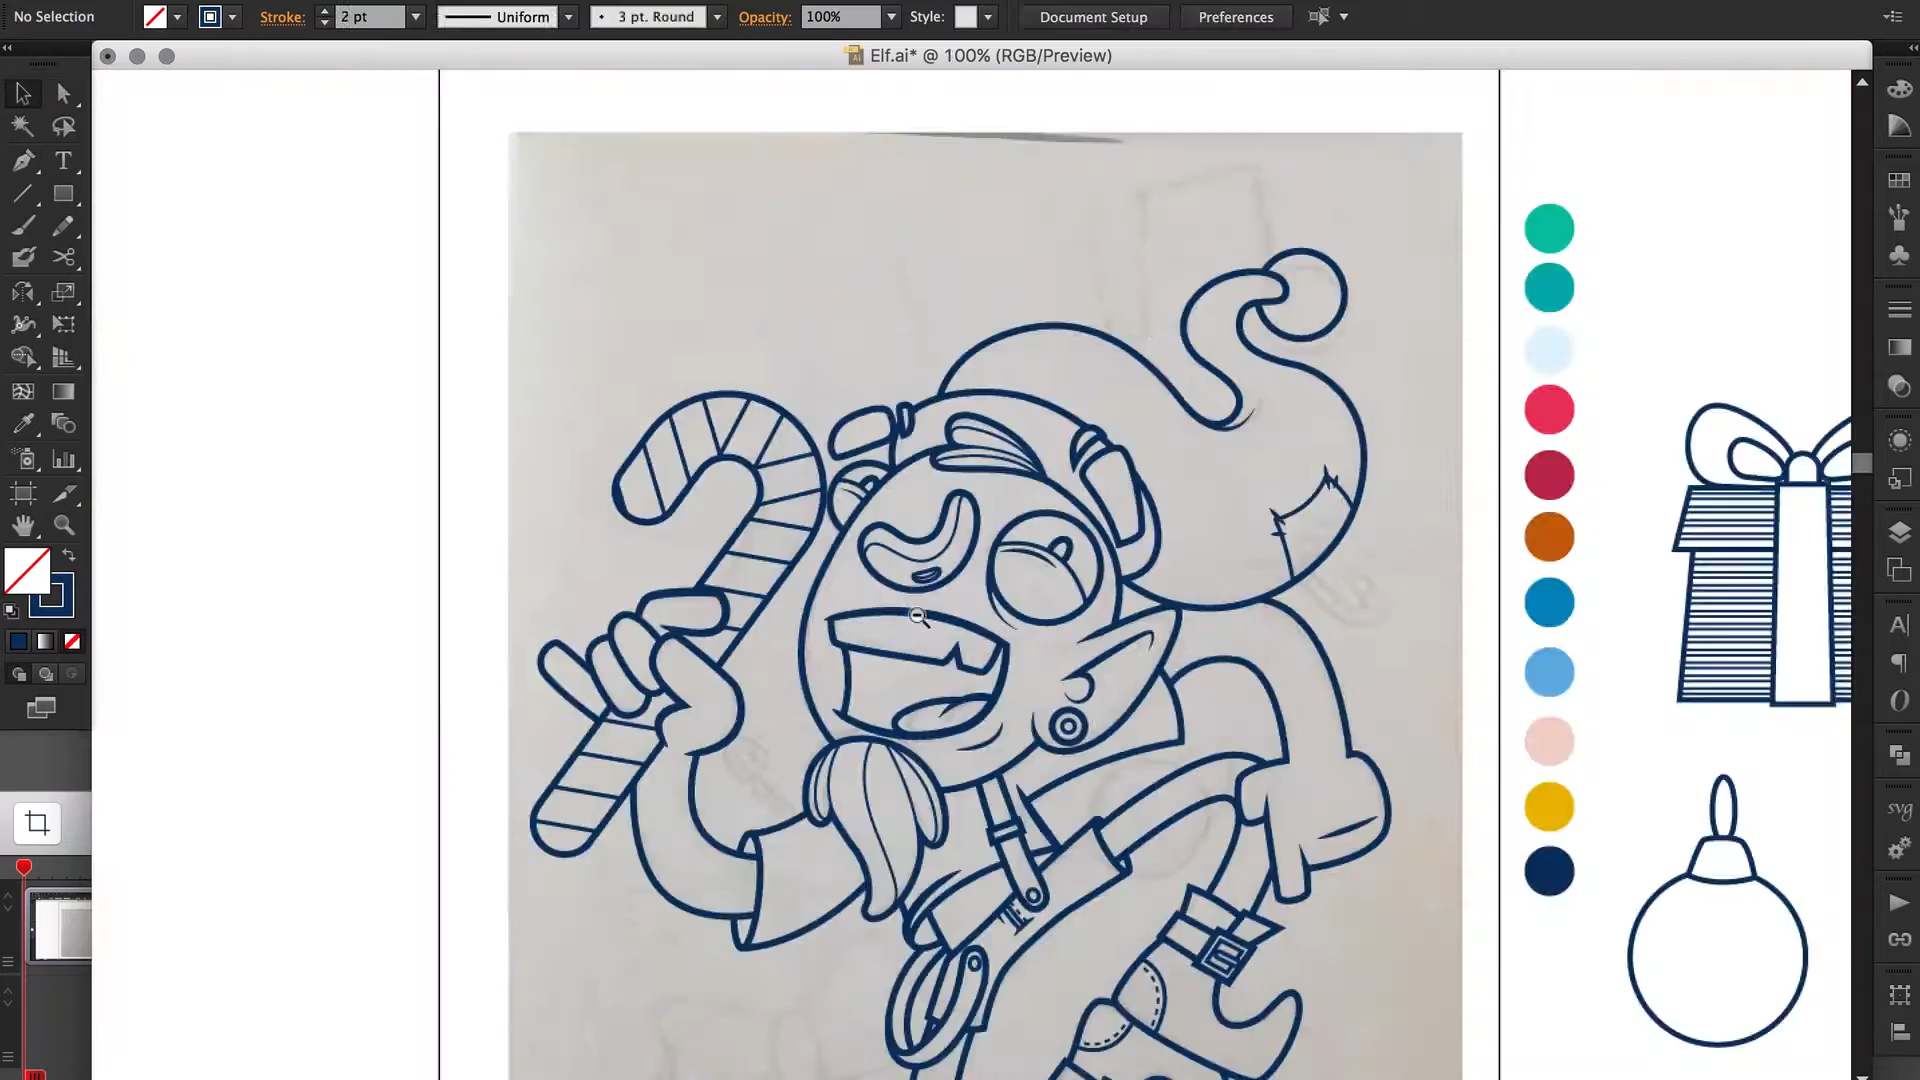 No Selection Stroke: 2 pt Uniform 3 pt. Round Opacity: 100% Style: Document Setup Preferences
Elf.ai* @ 100% (RGB/Preview)
Ai
T
A
svg